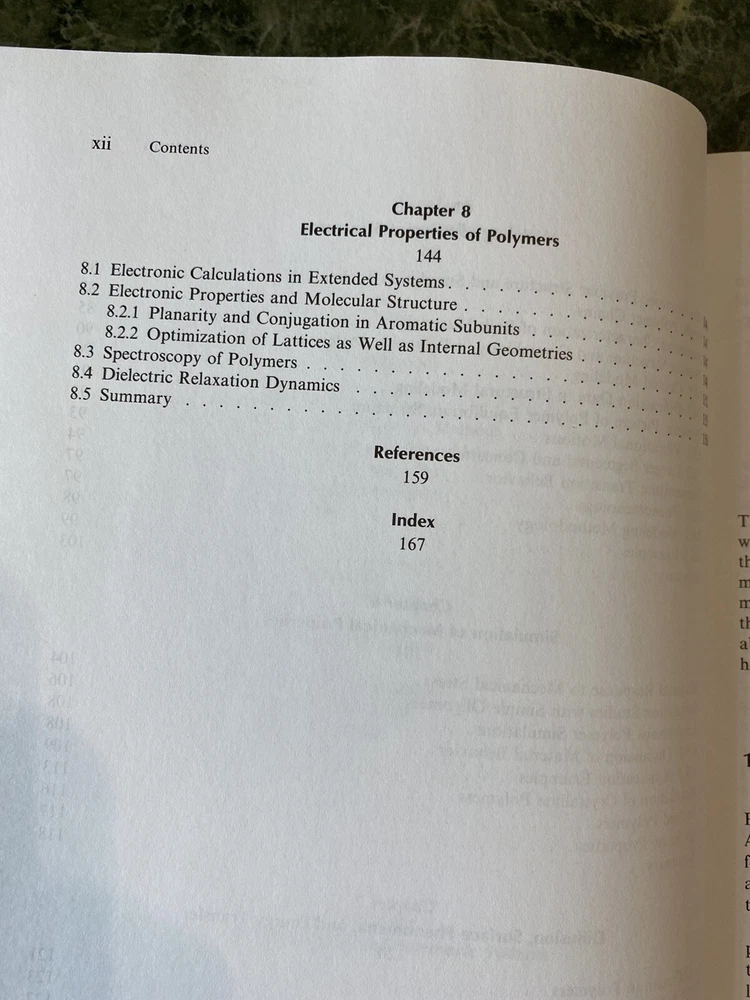 xii Contents
Chapter 8
Electrical Properties of Polymers
144
8.1 Electronic Calculations in Extended Systems . . . . . . . . . . . . .
8.2 Electronic Properties and Molecular Structure . . . . . . . . . . . . .
8.2.1 Planarity and Conjugation in Aromatic Subunits . . . . . . . . .
8.2.2 Optimization of Lattices as Well as Internal Geometries . . . . . .
8.3 Spectroscopy of Polymers . . . . . . . . . . . . . . . . . . .
8.4 Dielectric Relaxation Dynamics . . . . . . . . . . . . . . . . .
8.5 Summary . . . . . . . . . . . . . . . . . . . . . . . . .
References
159
Index
167